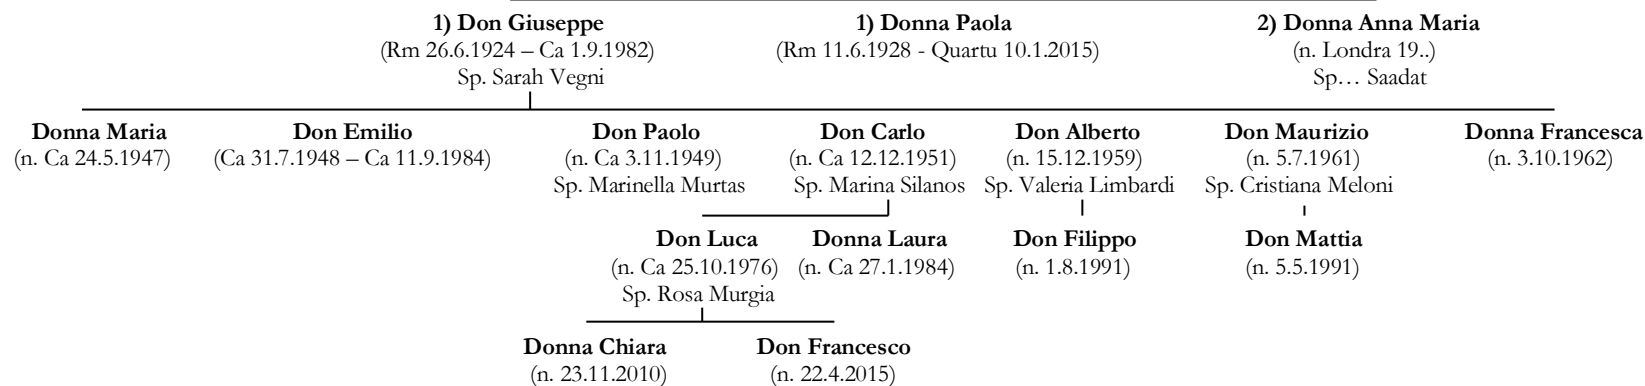 1) Don Giuseppe 1) Donna Paola 2) Donna Anna Maria
(Rm 26.6.1924 – Ca 1.9.1982) (Rm 11.6.1928 - Quartu 10.1.2015) (n. Londra 19..)
Sp. Sarah Vegni Sp… Saadat
Donna Maria Don Emilio Don Paolo Don Carlo Don Alberto Don Maurizio Donna Francesca
(n. Ca 24.5.1947) (Ca 31.7.1948 – Ca 11.9.1984) (n. Ca 3.11.1949) (n. Ca 12.12.1951) (n. 15.12.1959) (n. 5.7.1961) (n. 3.10.1962)
Sp. Marinella Murtas Sp. Marina Silanos Sp. Valeria Limbardi Sp. Cristiana Meloni
Don Luca Donna Laura Don Filippo Don Mattia
(n. Ca 25.10.1976) (n. Ca 27.1.1984) (n. 1.8.1991) (n. 5.5.1991)
Sp. Rosa Murgia
Donna Chiara Don Francesco
(n. 23.11.2010) (n. 22.4.2015)